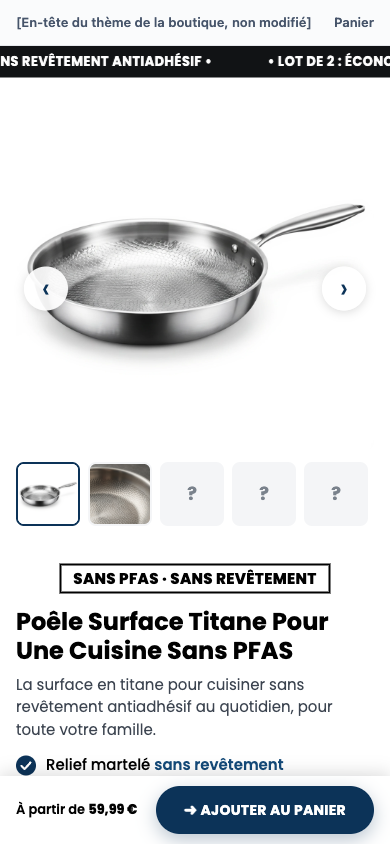 [En-tête du thème de la boutique, non modifié] Panier
NS REVÊTEMENT ANTIADHÉSIF • • LOT DE 2 : ÉCONO
‹ ›
? ? ?
SANS PFAS · SANS REVÊTEMENT
Poêle Surface Titane Pour
Une Cuisine Sans PFAS
La surface en titane pour cuisiner sans
revêtement antiadhésif au quotidien, pour
toute votre famille.
Relief martelé sans revêtement
À partir de 59,99 € ➜ AJOUTER AU PANIER